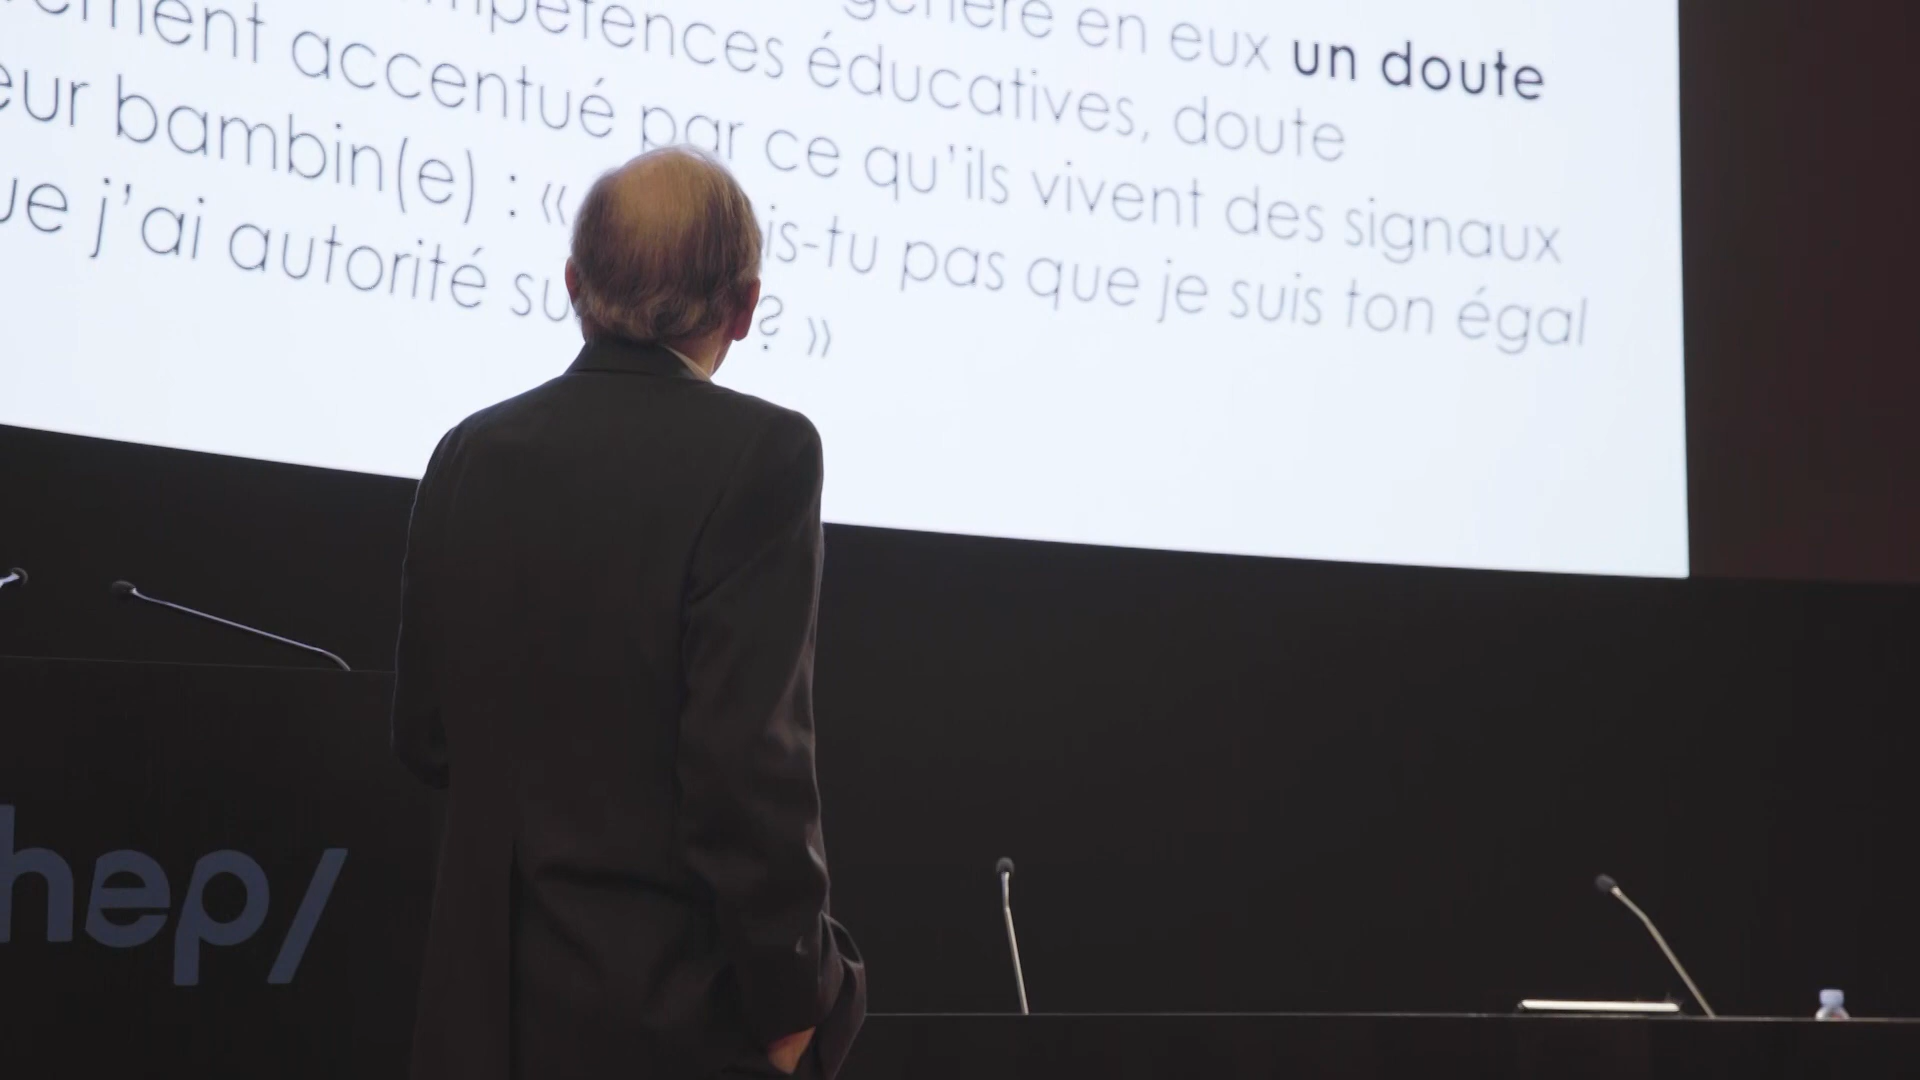 génère en eux un doute
mpétences éducatives, doute
ement accentué par ce qu'ils vivent des signaux
eur bambin(e) : « is-tu pas que je suis ton égal
ue j'ai autorité su ? »
hep/